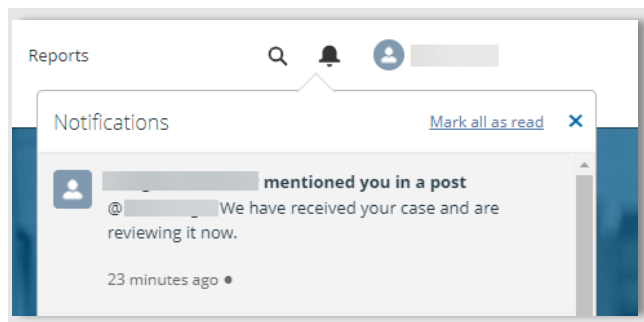 Reports
Notifications Mark all as read
mentioned you in a post
@ We have received your case and are
reviewing it now.
23 minutes ago